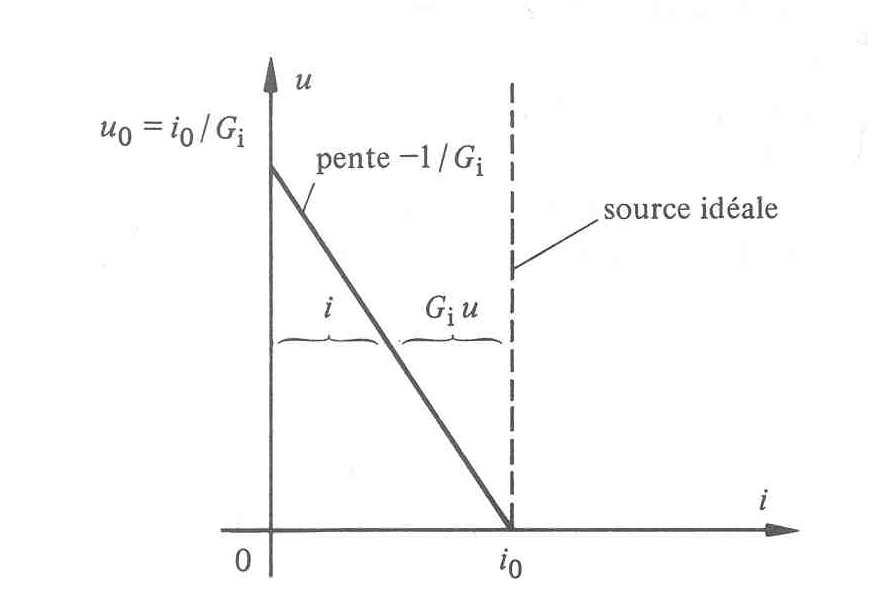 u
u₀ = i₀ / Gᵢ
pente −1 / Gᵢ
source idéale
i
Gᵢ u
i
0
i₀